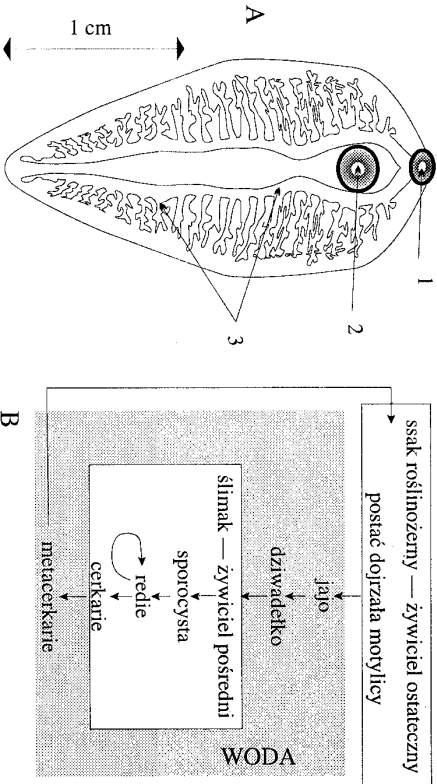 A
1 cm
1
2
3
B
ssak roślinożerny — żywiciel ostateczny
postać dojrzała motylicy
jajo
dziwadełko
ślimak — żywiciel pośredni
sporocysta
redie
cerkarie
metacerkarie
WODA